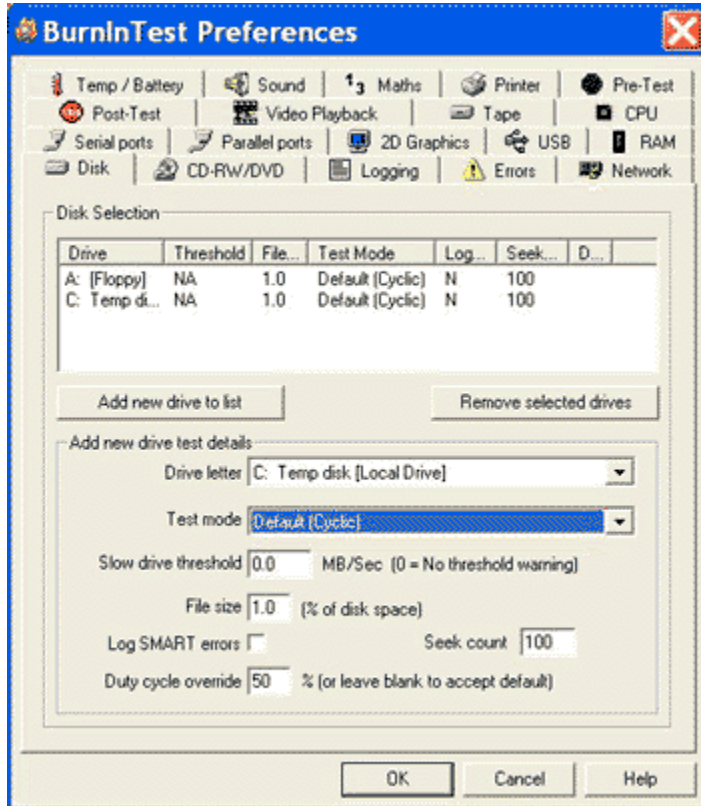 BurnInTest Preferences
Temp / Battery Sound Maths Printer Pre-Test
Post-Test Video Playback Tape CPU
Serial ports Parallel ports 2D Graphics USB RAM
Disk CD-RW/DVD Logging Errors Network
Disk Selection
Drive Threshold File... Test Mode Log... Seek... D...
A: [Floppy] NA 1.0 Default (Cyclic) N 100
C: Temp di... NA 1.0 Default (Cyclic) N 100
Add new drive to list Remove selected drives
Add new drive test details
Drive letter C: Temp disk [Local Drive]
Test mode Default (Cyclic)
Slow drive threshold 0.0 MB/Sec (0 = No threshold warning)
File size 1.0 (% of disk space)
Log SMART errors Seek count 100
Duty cycle override 50 % (or leave blank to accept default)
OK Cancel Help